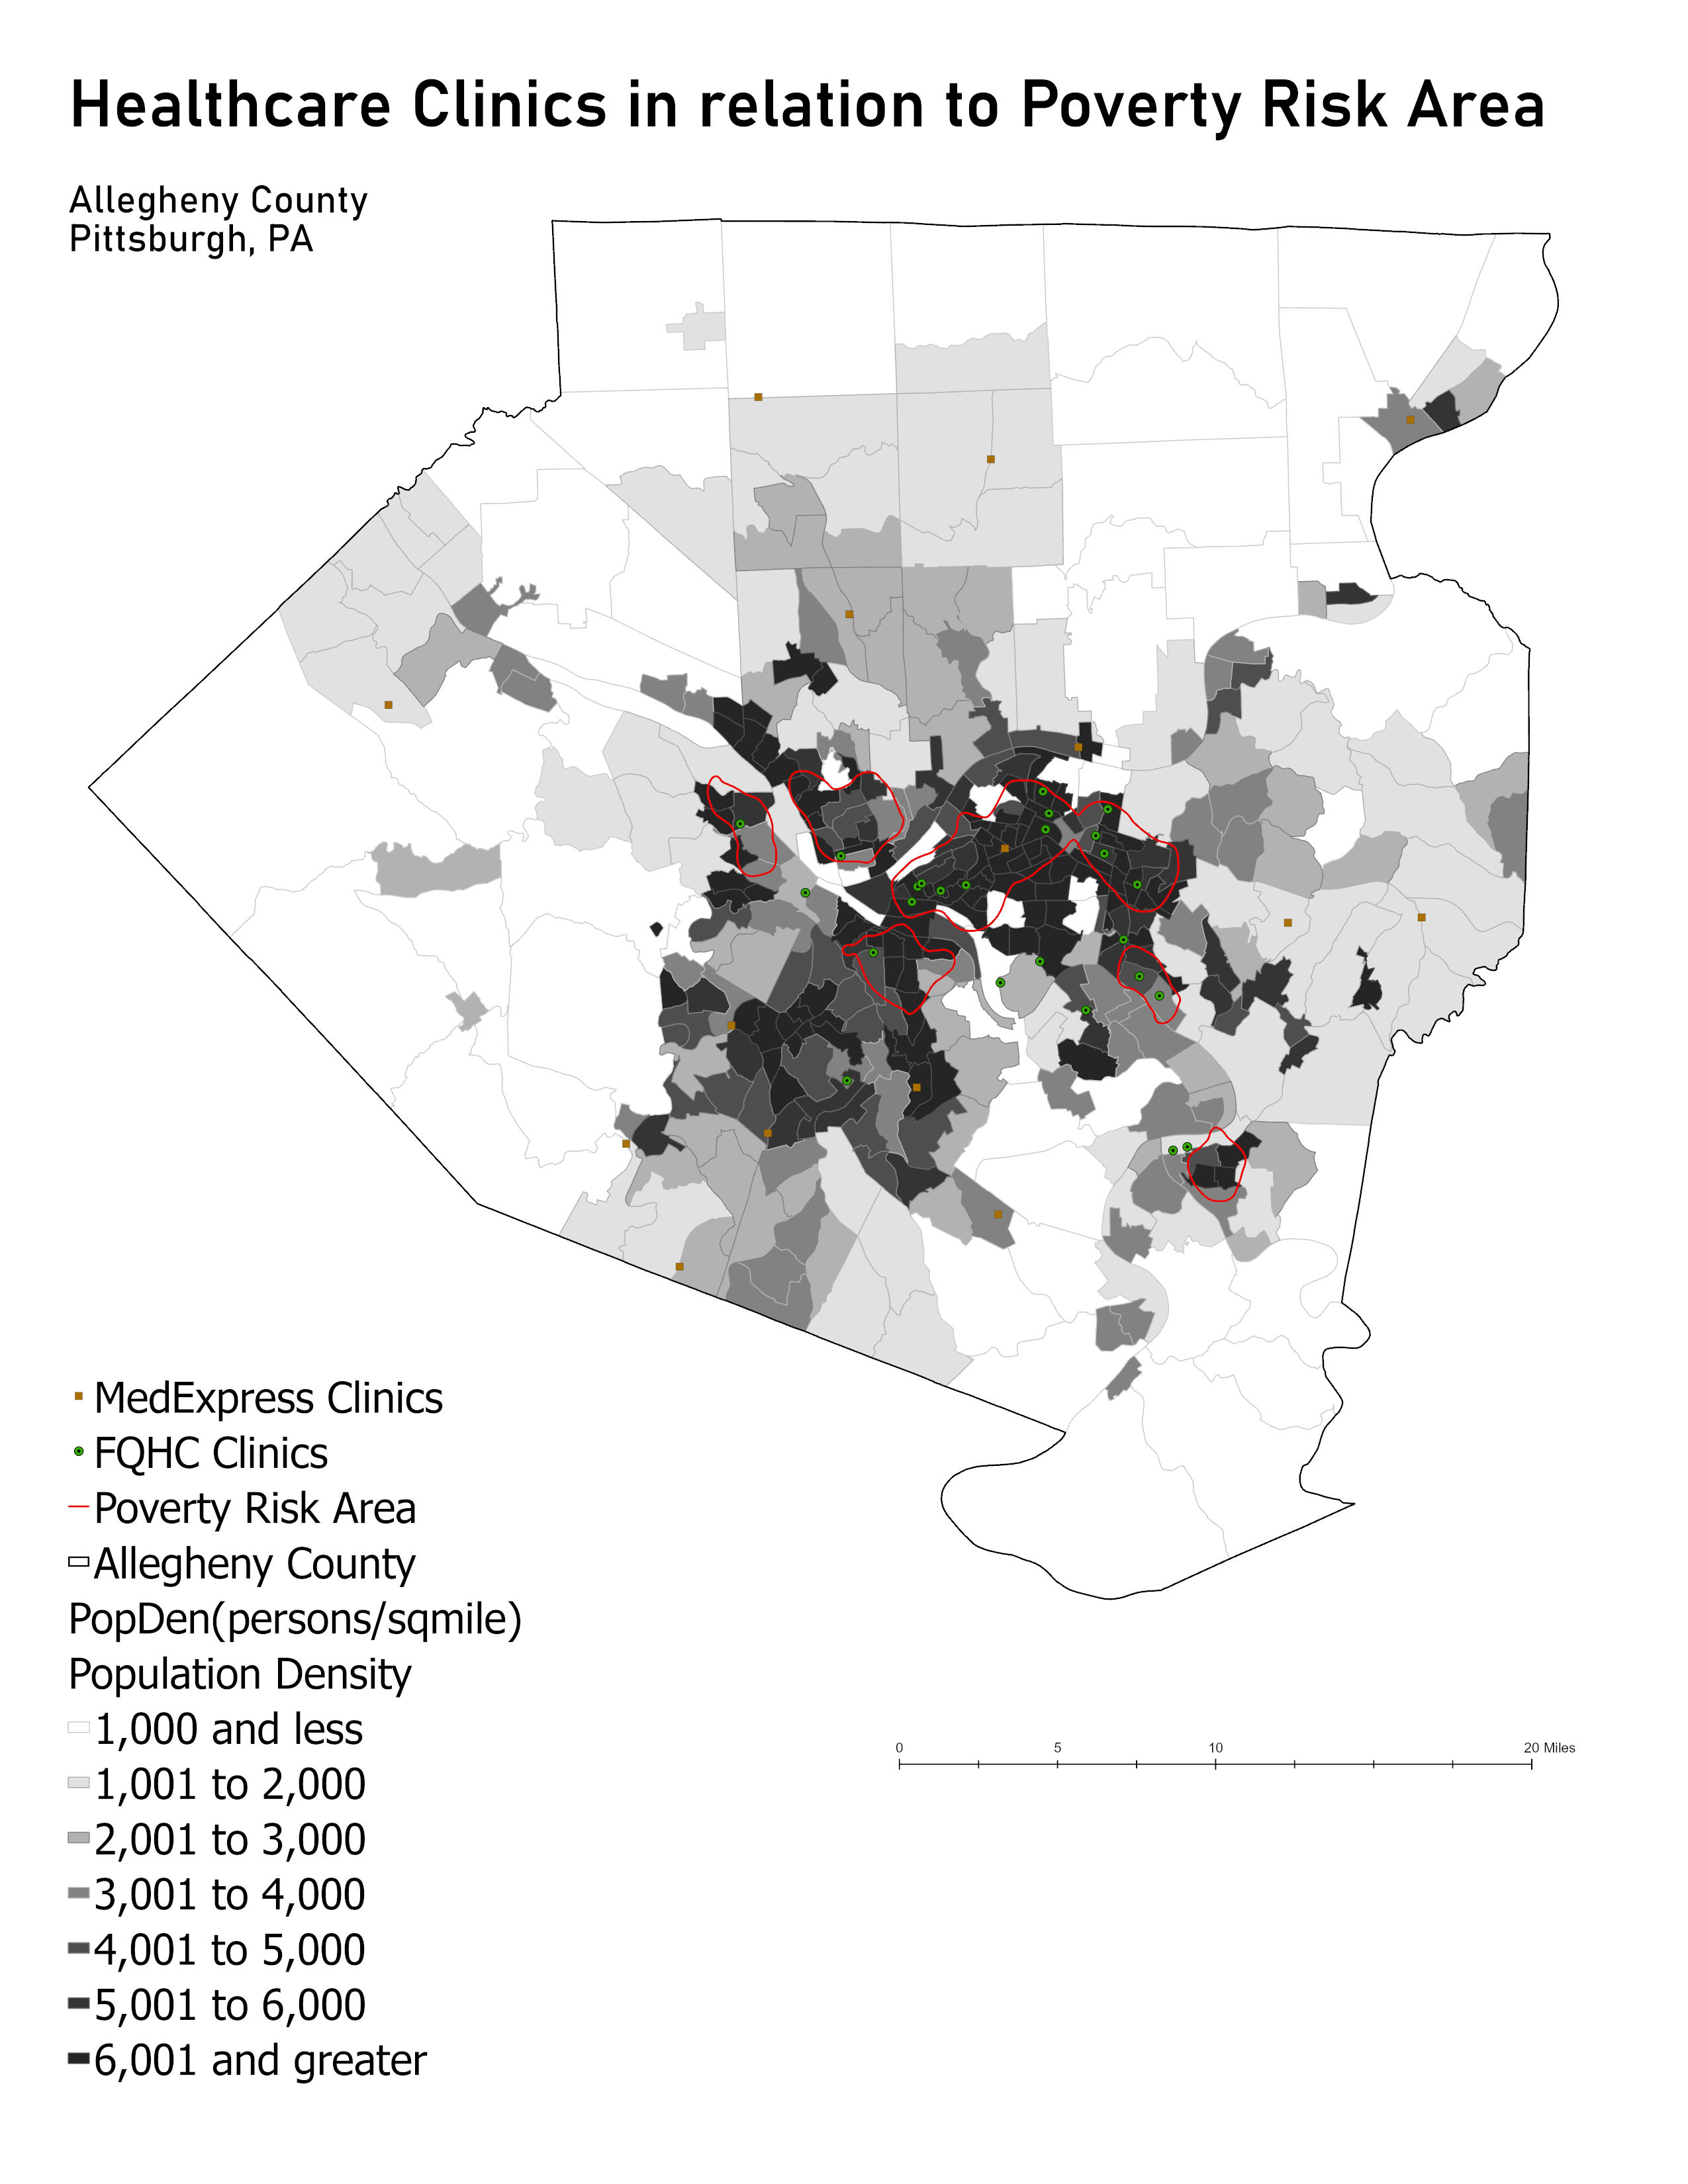 Healthcare Clinics in relation to Poverty Risk Area
Allegheny County
Pittsburgh, PA
MedExpress Clinics
FQHC Clinics
Poverty Risk Area
Allegheny County
PopDen(persons/sqmile)
Population Density
1,000 and less
1,001 to 2,000
2,001 to 3,000
3,001 to 4,000
4,001 to 5,000
5,001 to 6,000
6,001 and greater
0 5 10 20 Miles